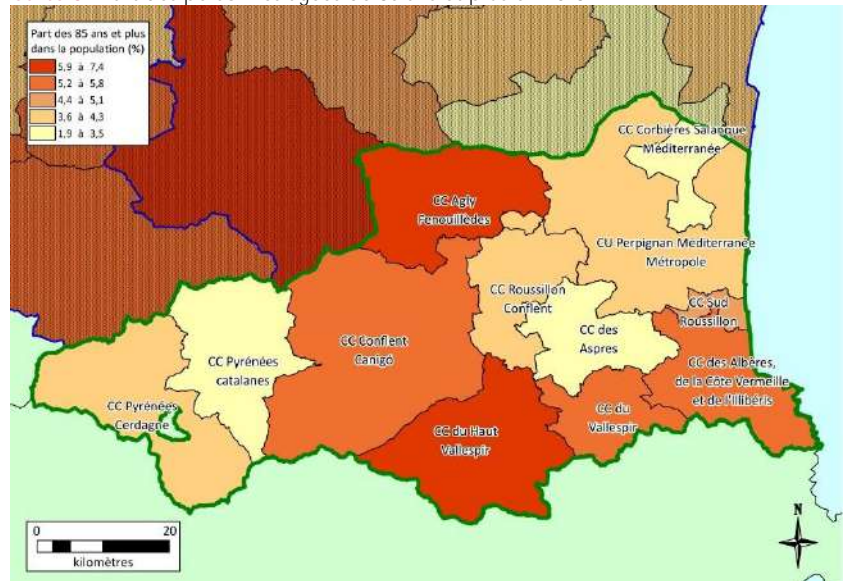 Part des 85 ans et plus
dans la population (%)
5,9 à 7,4
5,2 à 5,8
4,4 à 5,1
3,6 à 4,3
1,9 à 3,5
CC Corbières Salanque
Méditerranée
CC Agly
Fenouillèdes
CU Perpignan Méditerranée
Métropole
CC Roussillon
Conflent
CC Sud
Roussillon
CC des
Aspres
CC Conflent
Canigó
CC Pyrénées
catalanes
CC des Albères,
de la Côte Vermeille
et de l'Illibéris
CC Pyrénées
Cerdagne
CC du
Vallespir
CC du Haut
Vallespir
0 20
kilomètres
N